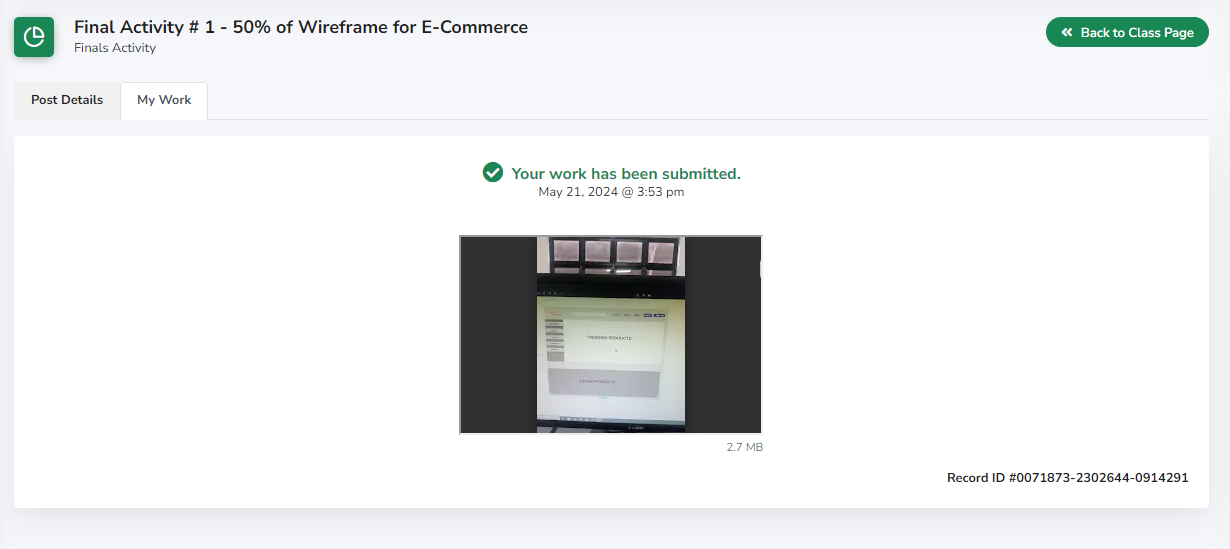 Final Activity # 1 - 50% of Wireframe for E-Commerce
Finals Activity
Back to Class Page
Post Details
My Work
Your work has been submitted.
May 21, 2024 @ 3:53 pm
TRENDING PRODUCTS
OTHER PRODUCTS
2.7 MB
Record ID #0071873-2302644-0914291